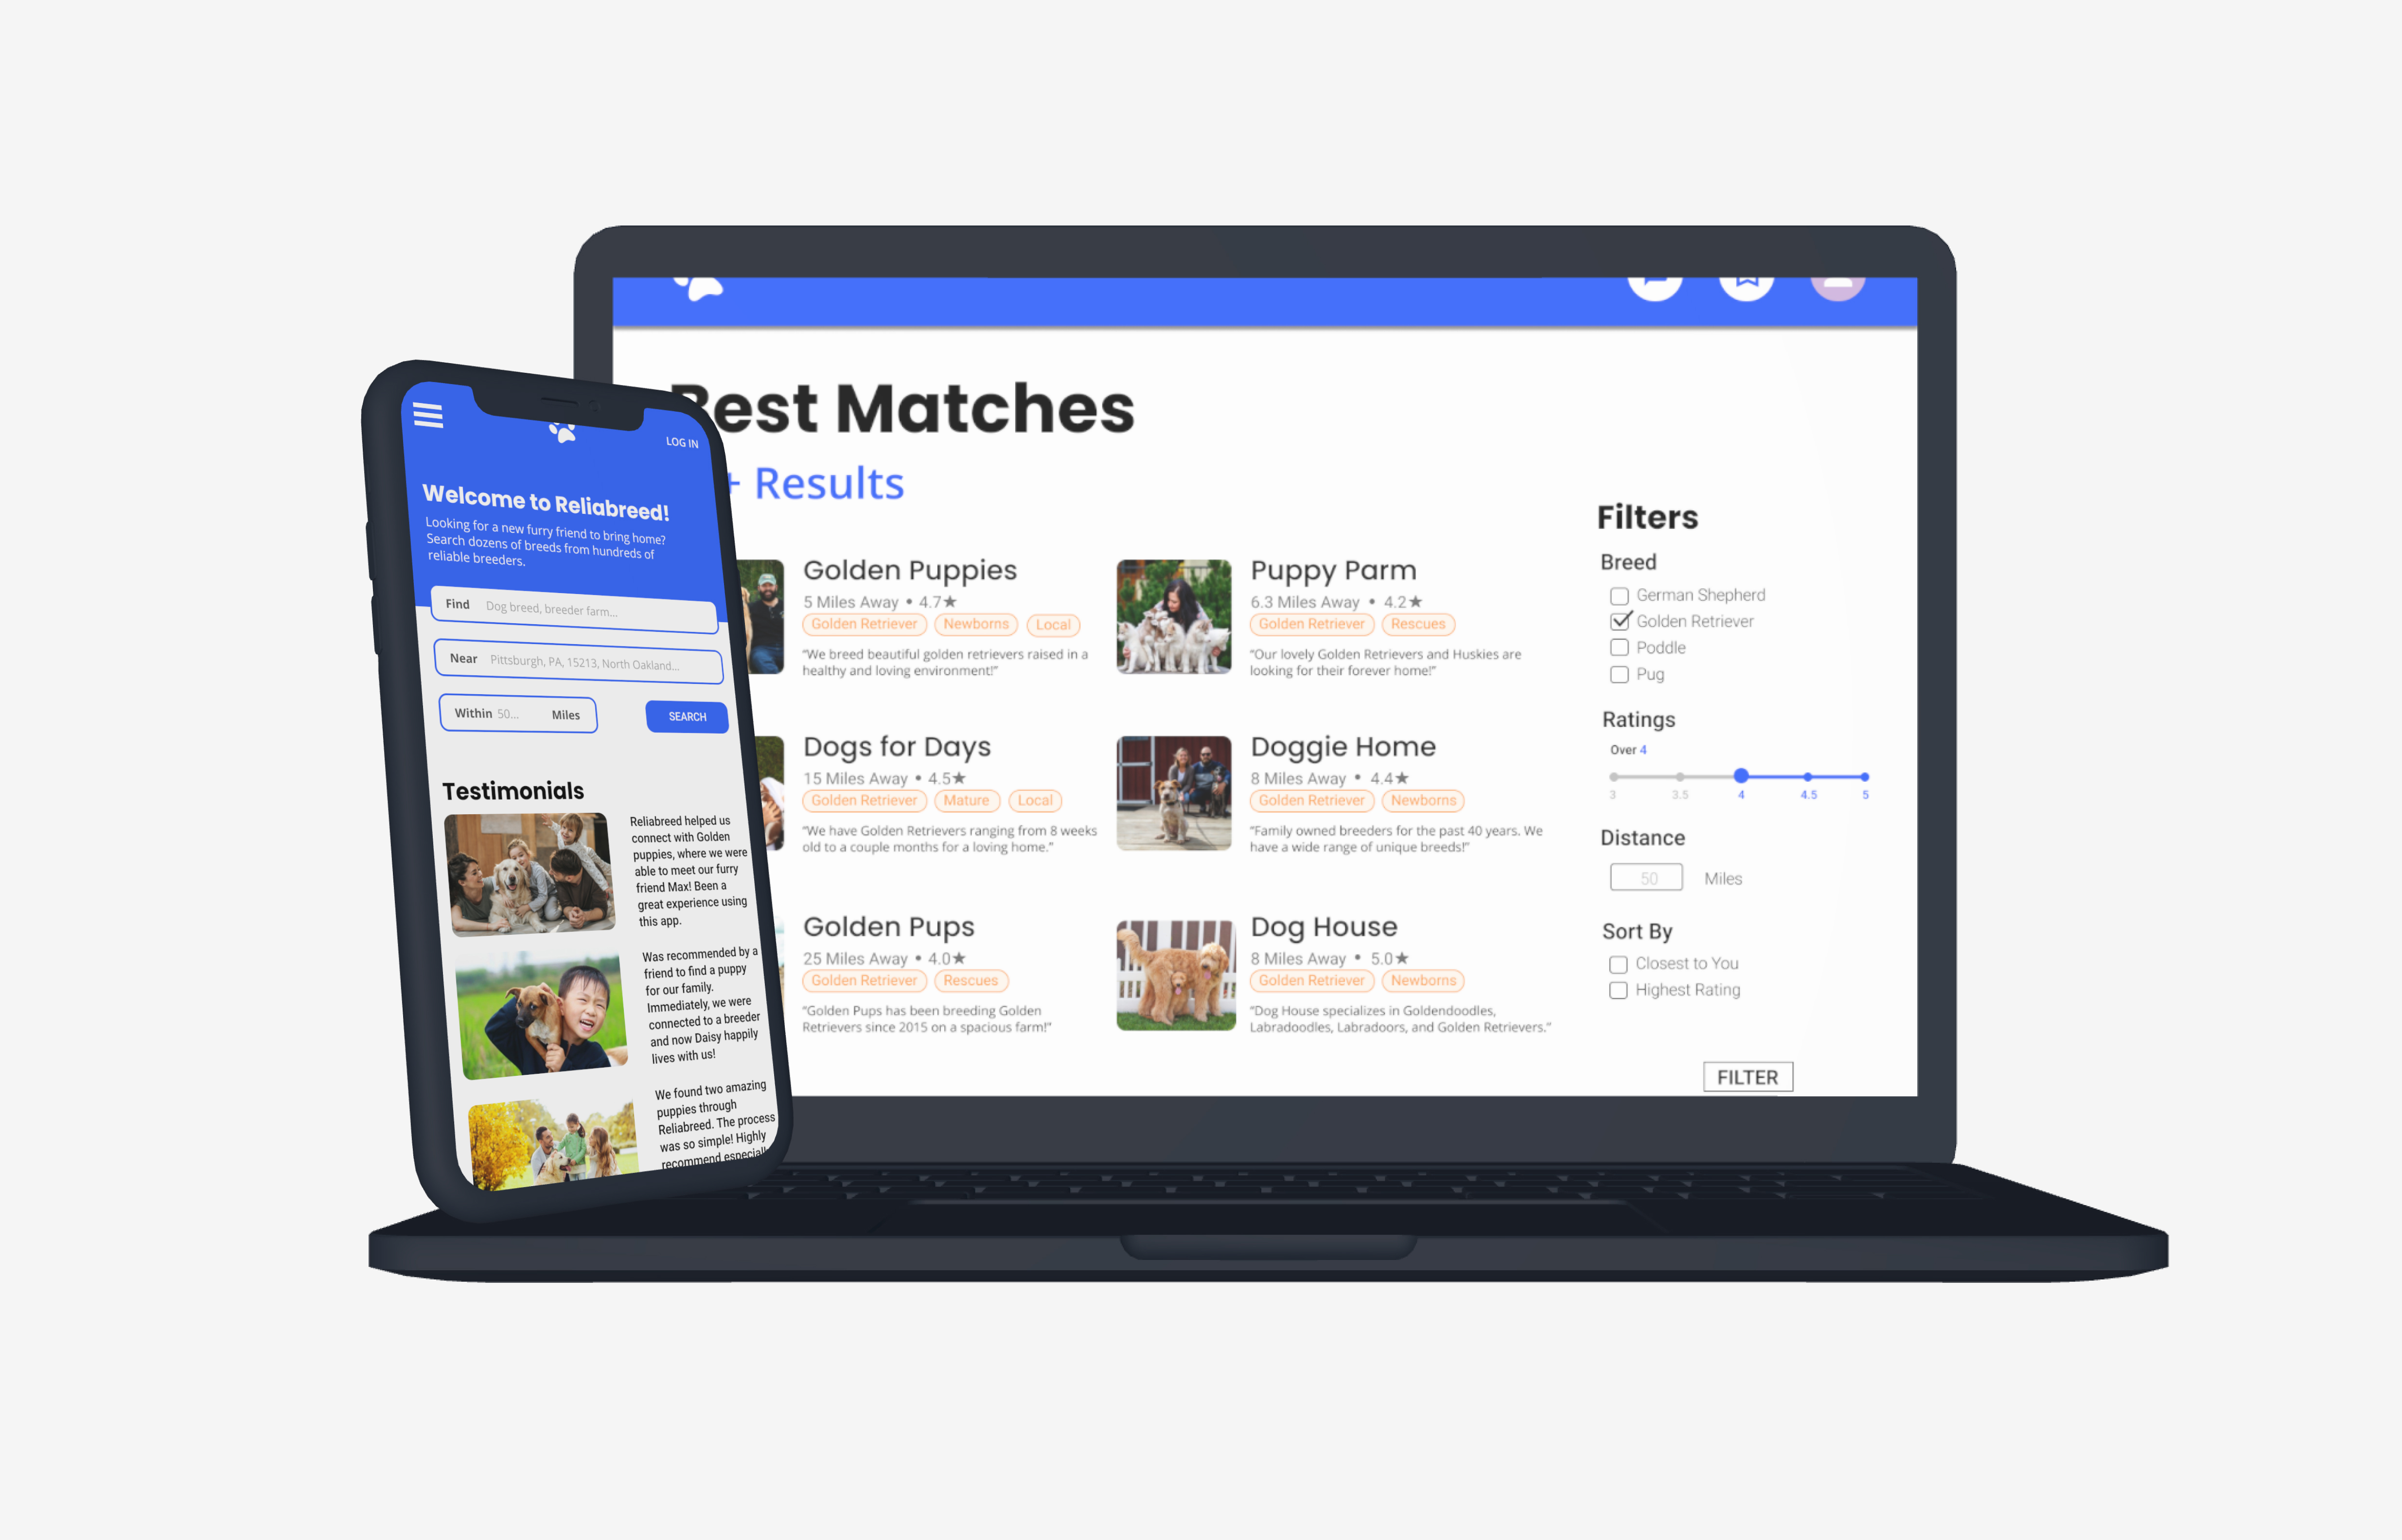 LOG IN
Welcome to Reliabreed!
Looking for a new furry friend to bring home?
Search dozens of breeds from hundreds of
reliable breeders.
Find Dog breed, breeder farm...
Near Pittsburgh, PA, 15213, North Oakland...
Within 50... Miles
SEARCH
Testimonials
Reliabreed helped us
connect with Golden
puppies, where we were
able to meet our furry
friend Max! Been a
great experience using
this app.
Was recommended by a
friend to find a puppy
for our family.
Immediately, we were
connected to a breeder
and now Daisy happily
lives with us!
We found two amazing
puppies through
Reliabreed. The process
was so simple! Highly
recommend
Best Matches
+ Results
Golden Puppies
5 Miles Away • 4.7★
Golden Retriever Newborns Local
“We breed beautiful golden retrievers raised in a
healthy and loving environment!”
Puppy Parm
6.3 Miles Away • 4.2★
Golden Retriever Rescues
“Our lovely Golden Retrievers and Huskies are
looking for their forever home!”
Dogs for Days
15 Miles Away • 4.5★
Golden Retriever Mature Local
“We have Golden Retrievers ranging from 8 weeks
old to a couple months for a loving home.”
Doggie Home
8 Miles Away • 4.4★
Golden Retriever Newborns
“Family owned breeders for the past 40 years. We
have a wide range of unique breeds!”
Golden Pups
25 Miles Away • 4.0★
Golden Retriever Rescues
“Golden Pups has been breeding Golden
Retrievers since 2015 on a spacious farm!”
Dog House
8 Miles Away • 5.0★
Golden Retriever Newborns
“Dog House specializes in Goldendoodles,
Labradoodles, Labradoors, and Golden Retrievers.”
Filters
Breed
German Shepherd
Golden Retriever
Poddle
Pug
Ratings
Over 4
3 3.5 4 4.5 5
Distance
50 Miles
Sort By
Closest to You
Highest Rating
FILTER